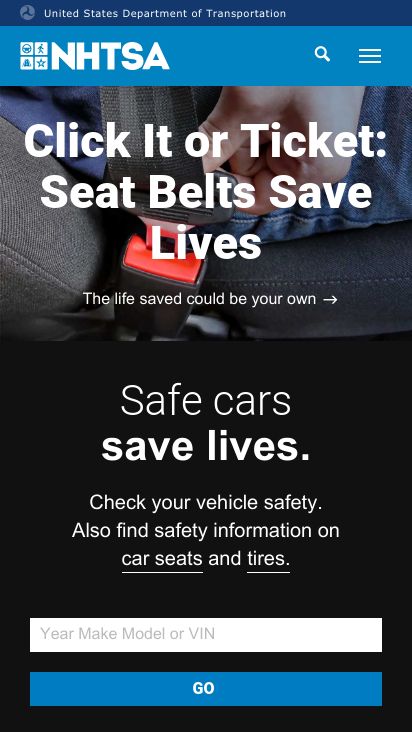 United States Department of Transportation
NHTSA
Click It or Ticket:
Seat Belts Save
Lives
The life saved could be your own →
Safe cars
save lives.
Check your vehicle safety.
Also find safety information on
car seats and tires.
Year Make Model or VIN
GO